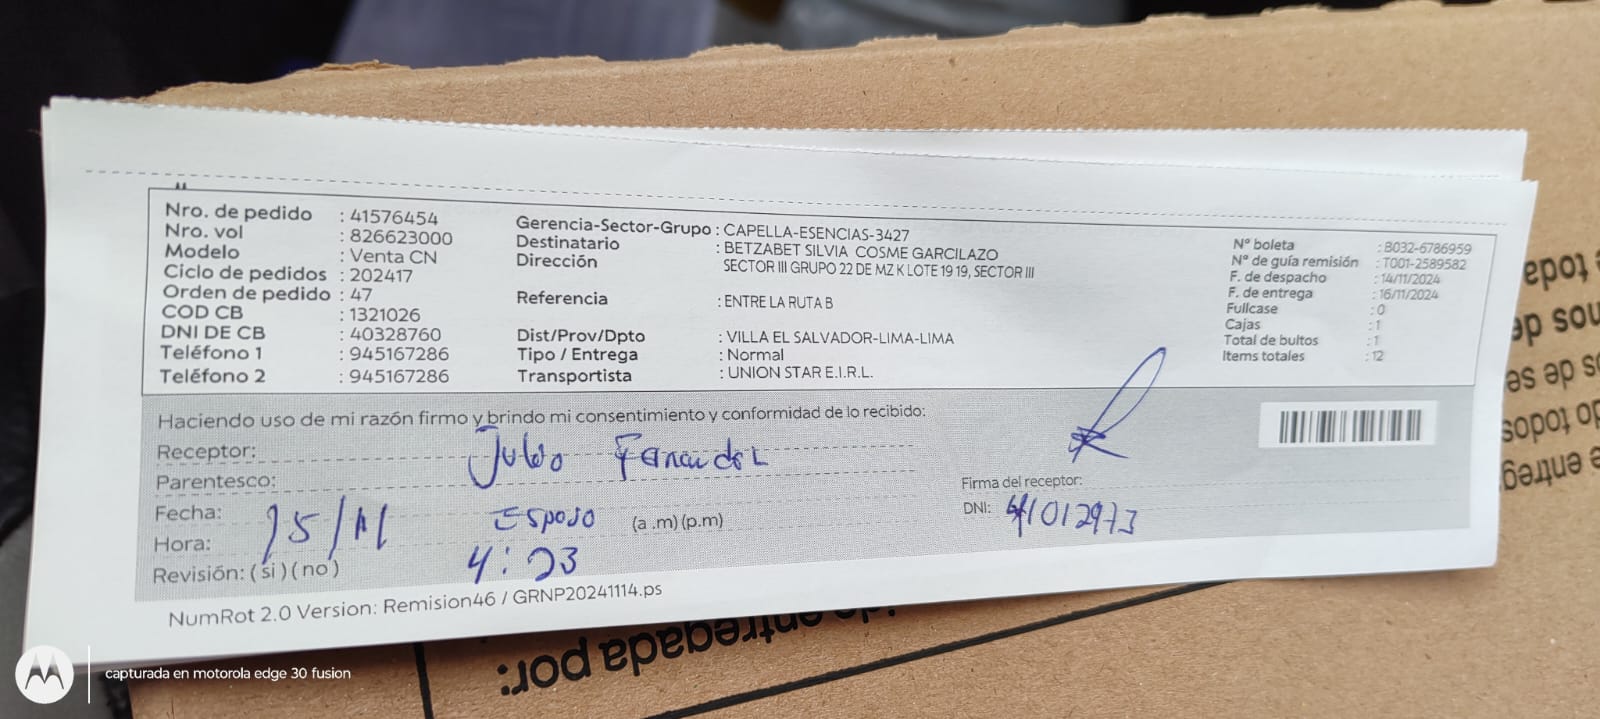 Nro. de pedido : 41576454
Nro. vol : 826623000
Modelo : Venta CN
Ciclo de pedidos : 202417
Orden de pedido : 47
COD CB : 1321026
DNI DE CB : 40328760
Teléfono 1 : 945167286
Teléfono 2 : 945167286
Gerencia-Sector-Grupo : CAPELLA-ESENCIAS-3427
Destinatario : BETZABET SILVIA COSME GARCILAZO
Dirección SECTOR III GRUPO 22 DE MZ K LOTE 19 19, SECTOR III
Referencia : ENTRE LA RUTA B
Dist/Prov/Dpto : VILLA EL SALVADOR-LIMA-LIMA
Tipo / Entrega : Normal
Transportista : UNION STAR E.I.R.L.
N° boleta : B032-6786959
N° de guía remisión : T001-2589582
F. de despacho : 14/11/2024
F. de entrega : 16/11/2024
Fullcase : 0
Cajas : 1
Total de bultos : 1
Items totales : 12
Haciendo uso de mi razón firmo y brindo mi consentimiento y conformidad de lo recibido:
Receptor:
Parentesco:
Fecha: 15/11 Esposo (a .m) (p.m)
Hora: 4:23
Revisión: ( si ) ( no )
Firma del receptor:
DNI: 41012973
NumRot 2.0 Version: Remision46 / GRNP20241114.ps
entregada por:
capturada en motorola edge 30 fusion